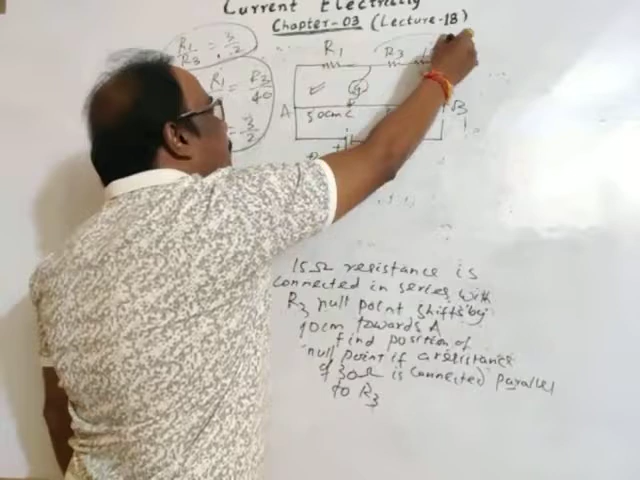 Current Electricity
Chapter-03 (Lecture-18)
R1 R3
R1/R3 = 3/2
R1 = R3/40
= 3/2
G
A 50cm C B
15Ω resistance is
connected in series with
R3 null point shifts by
10cm towards A
find position of
null point if a resistance
of 30Ω is connected parallel
to R3